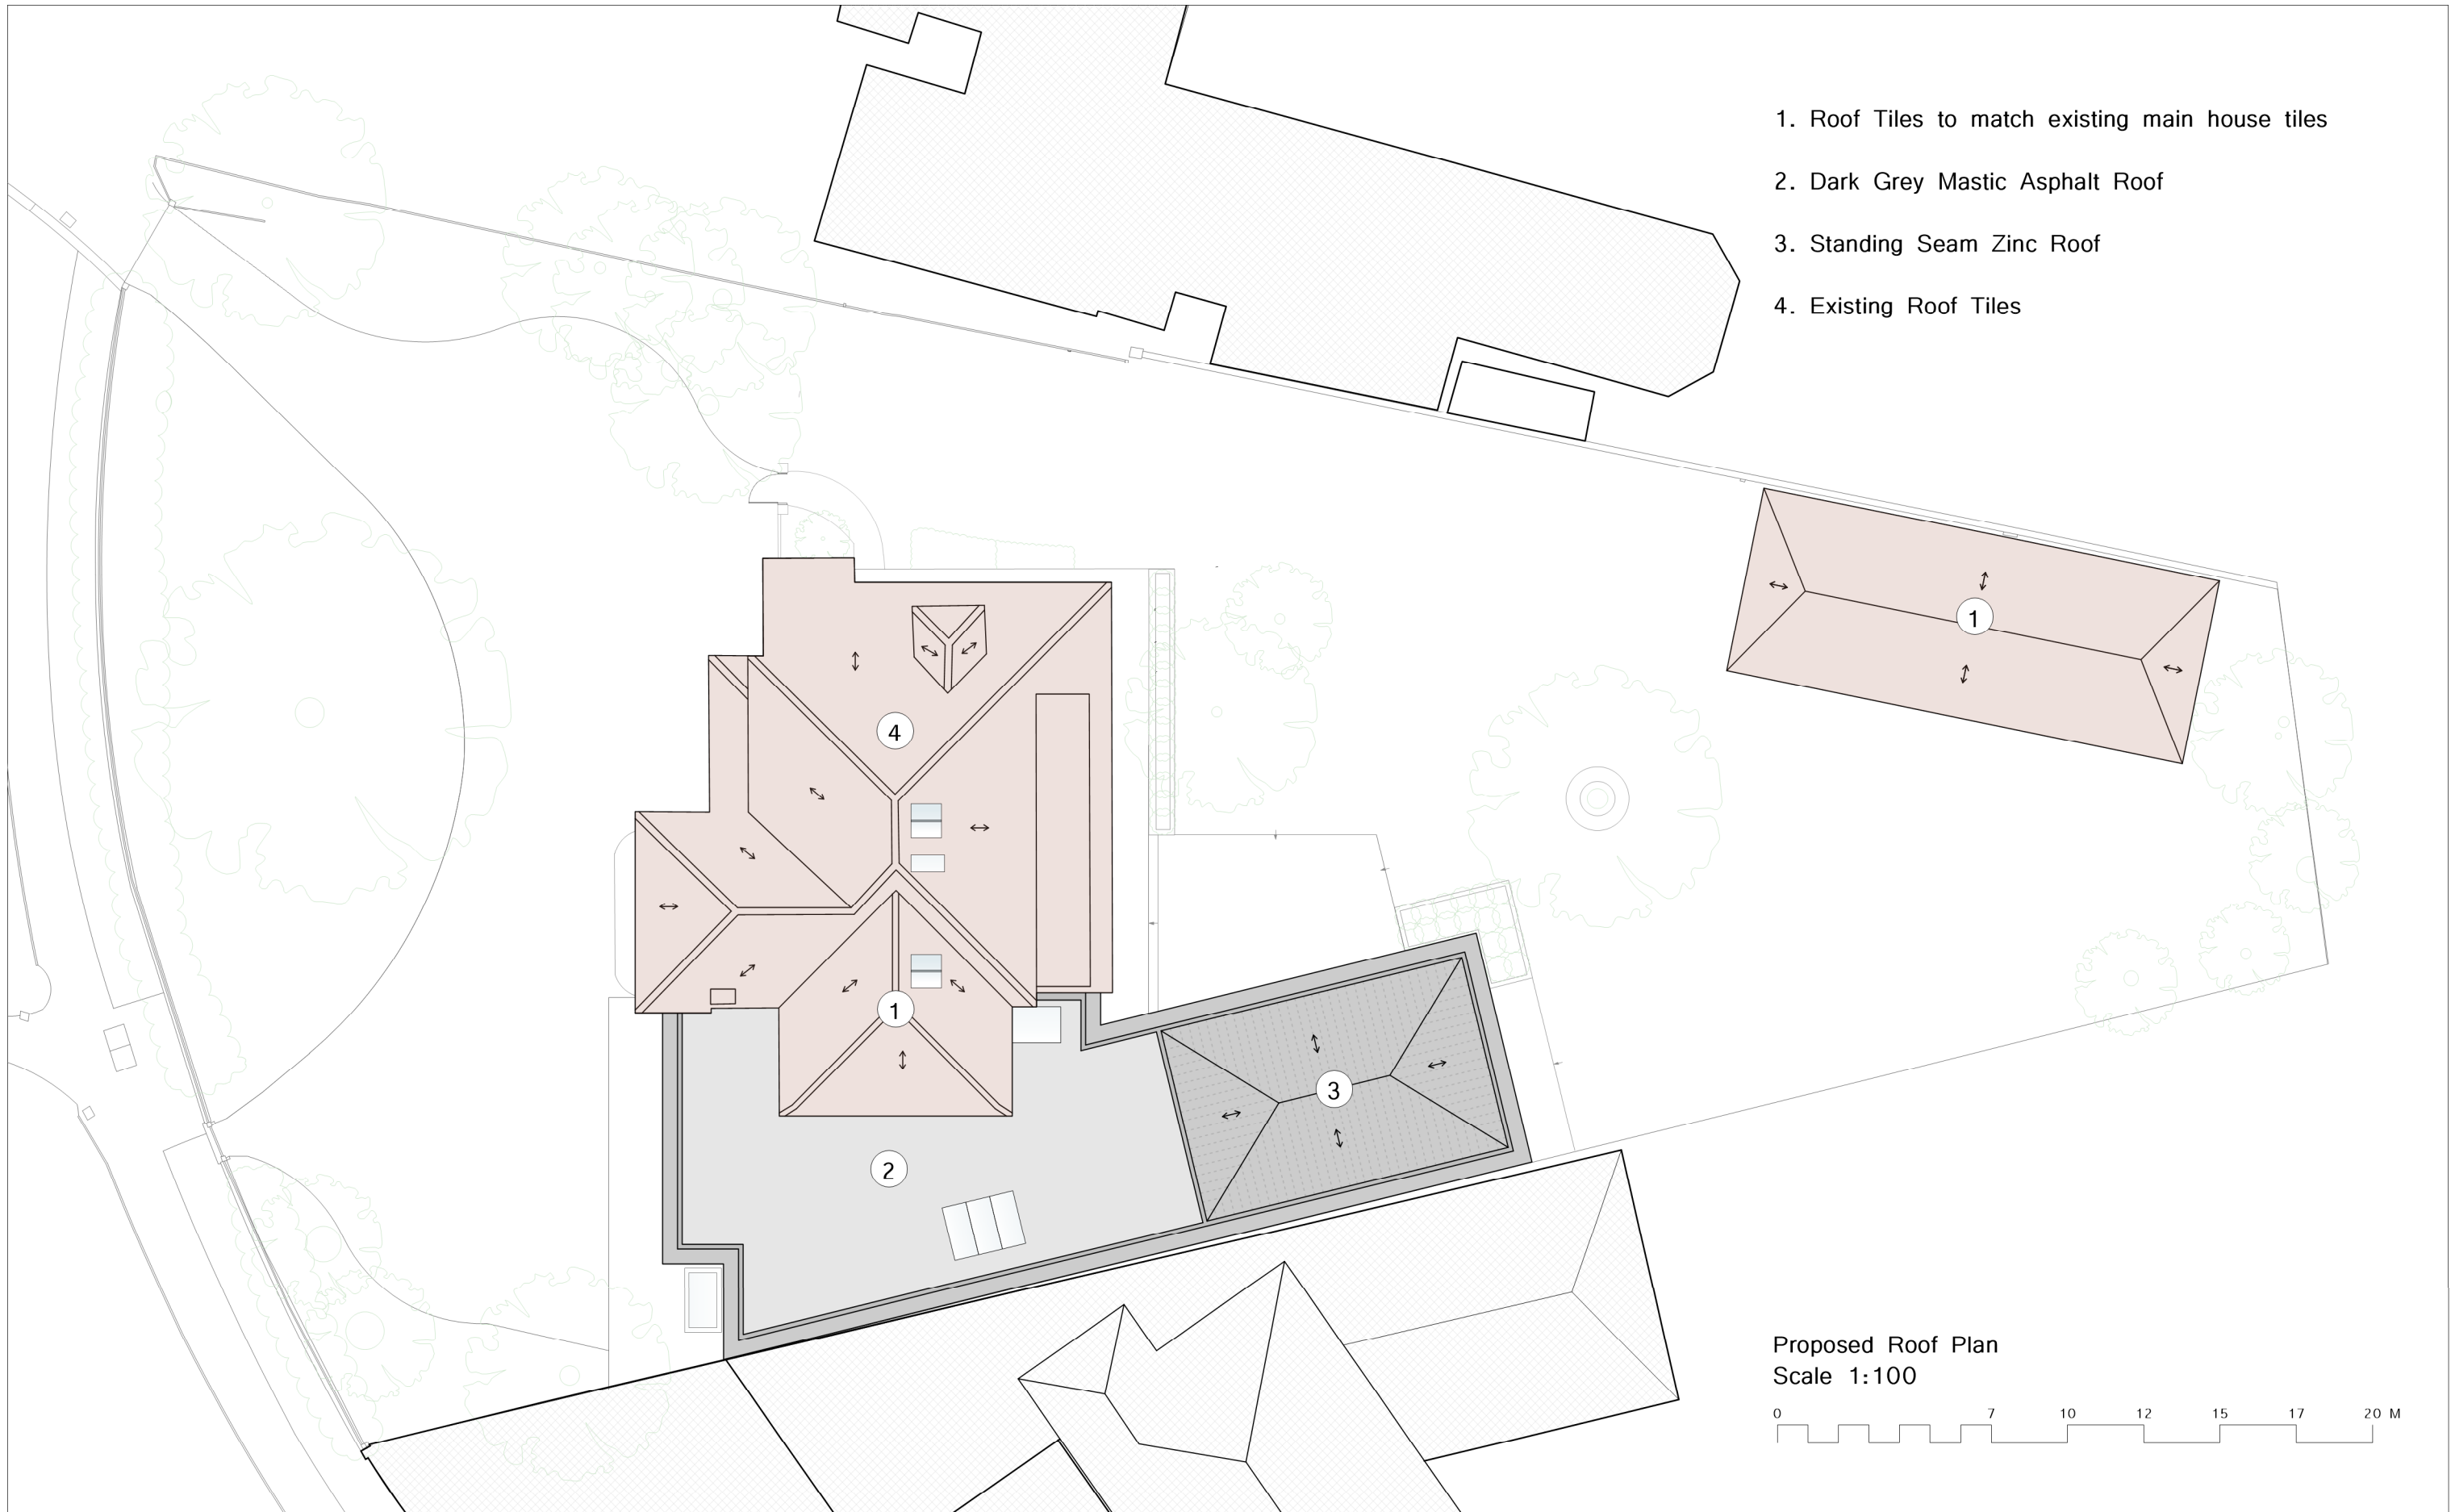 1. Roof Tiles to match existing main house tiles
2. Dark Grey Mastic Asphalt Roof
3. Standing Seam Zinc Roof
4. Existing Roof Tiles
1
4
1
3
2
Proposed Roof Plan
Scale 1:100
0 7 10 12 15 17 20 M